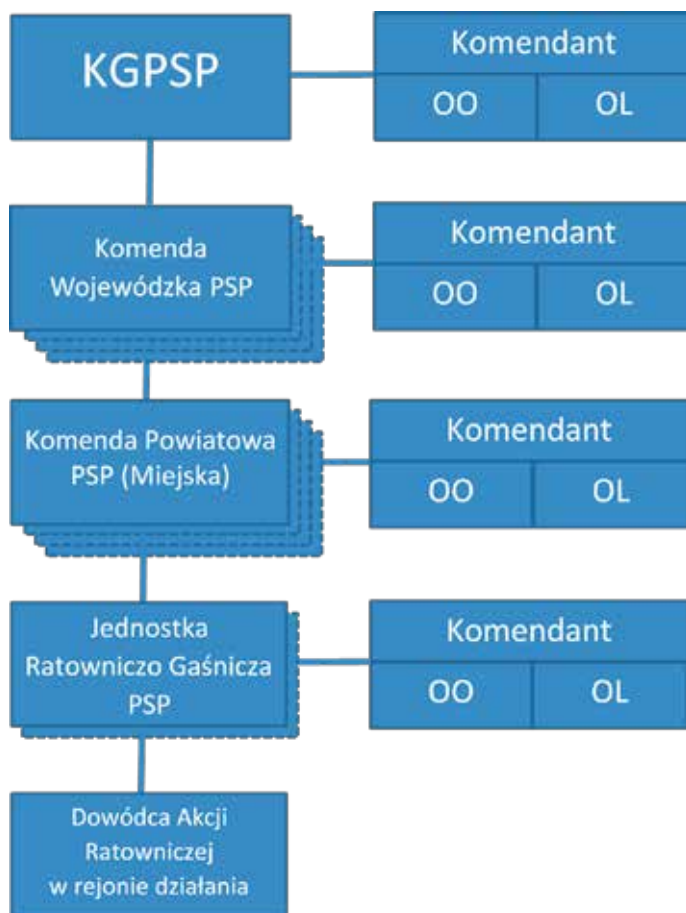 KGPSP
Komendant
OO OL
Komenda
Wojewódzka PSP
Komendant
OO OL
Komenda Powiatowa
PSP (Miejska)
Komendant
OO OL
Jednostka
Ratowniczo Gaśnicza
PSP
Komendant
OO OL
Dowódca Akcji
Ratowniczej
w rejonie działania